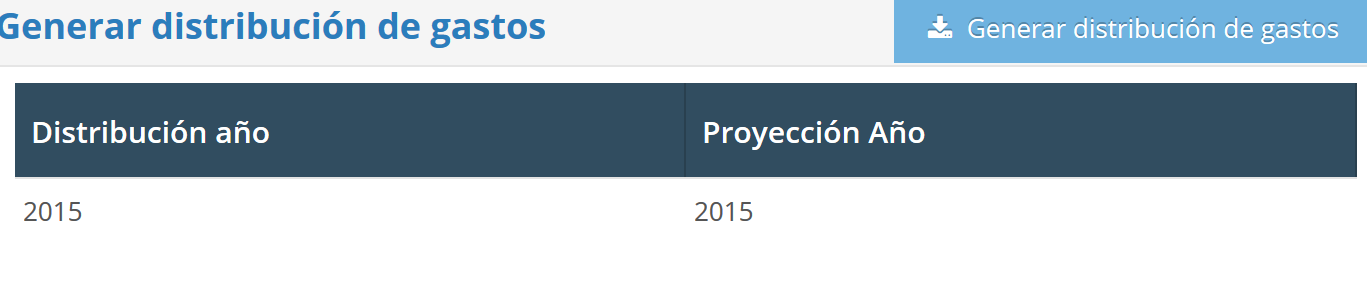 Generar distribución de gastos
Generar distribución de gastos
Distribución año
Proyección Año
2015
2015